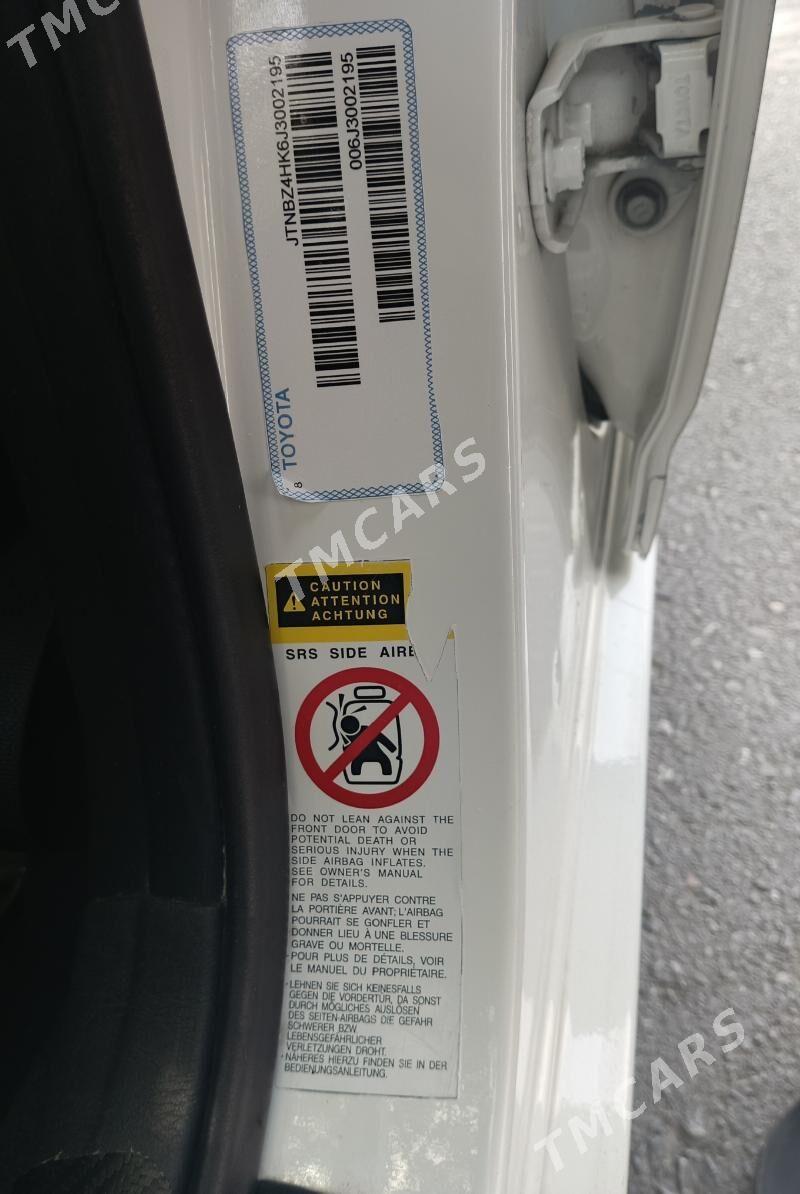 TMCARS
JTNBZ4HK6J3002195
006J3002195
TOYOTA
8
TOYOTA
TMCARS
CAUTION
ATTENTION
ACHTUNG
SRS SIDE AIRB
DO NOT LEAN AGAINST THE
FRONT DOOR TO AVOID
POTENTIAL DEATH OR
SERIOUS INJURY WHEN THE
SIDE AIRBAG INFLATES.
SEE OWNER'S MANUAL
FOR DETAILS.
NE PAS S'APPUYER CONTRE
LA PORTIÈRE AVANT; L'AIRBAG
POURRAIT SE GONFLER ET
DONNER LIEU À UNE BLESSURE
GRAVE OU MORTELLE.
·POUR PLUS DE DÉTAILS, VOIR
LE MANUEL DU PROPRIÉTAIRE.
·LEHNEN SIE SICH KEINESFALLS
GEGEN DIE VORDERTÜR, DA SONST
DURCH MÖGLICHES AUSLÖSEN
DES SEITEN-AIRBAGS DIE GEFAHR
SCHWERER BZW
LEBENSGEFÄHRLICHER
VERLETZUNGEN DROHT.
·NÄHERES HIERZU FINDEN SIE IN DER
BEDIENUNGSANLEITUNG.
TMCARS